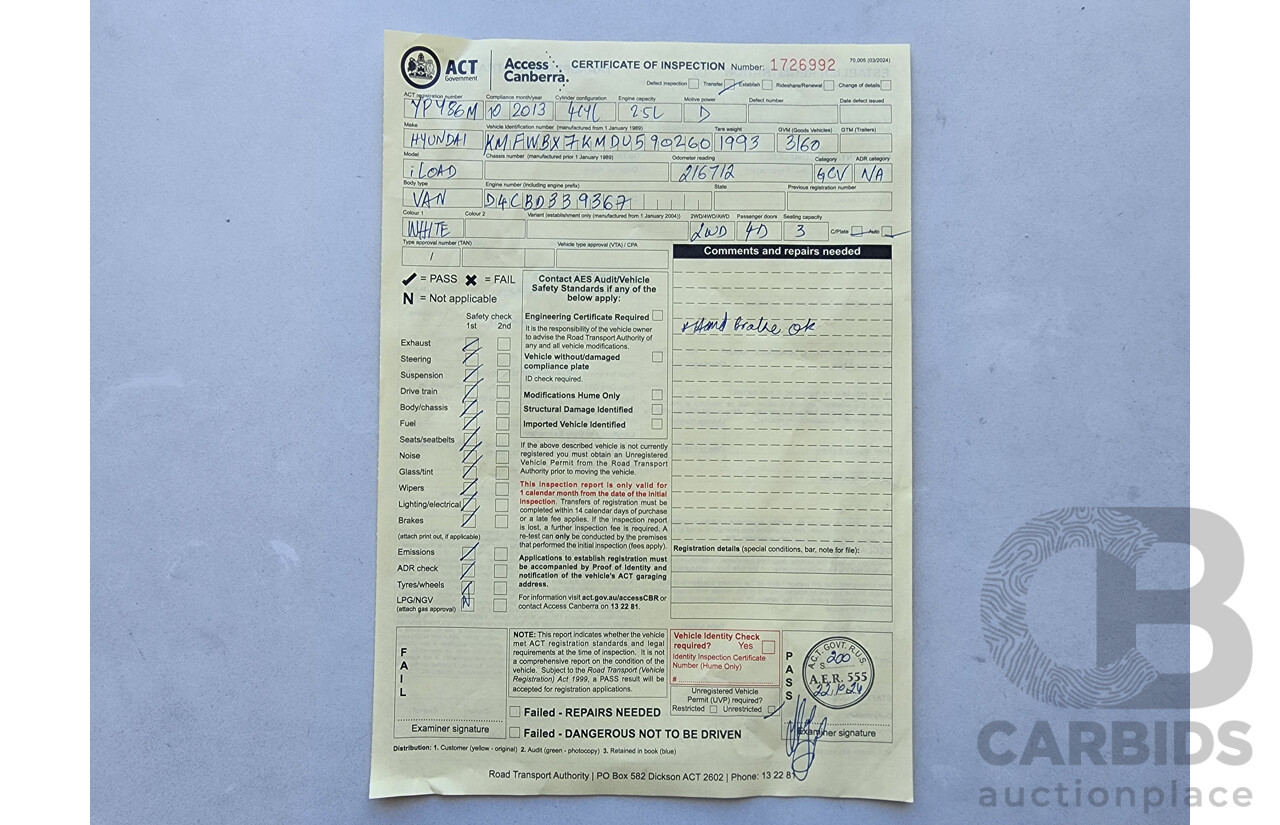 ACT Government
Access Canberra.
CERTIFICATE OF INSPECTION Number: 1726992
70,005 (03/2024)
Defect inspection Transfer Establish Rideshare/Renewal Change of details
ACT registration number Compliance month/year Cylinder configuration Engine capacity Motive power Defect number Date defect issued
YPY86M 10 2013 4CYL 2.5L D
Make Vehicle identification number (manufactured from 1 January 1989) Tare weight GVM (Goods Vehicles) GTM (Trailers)
HYUNDAI KMFWBX7KMDU590260 1993 3160
Model Chassis number (manufactured prior 1 January 1989) Odometer reading Category ADR category
iLOAD 216712 GCV NA
Body type Engine number (including engine prefix) State Previous registration number
VAN D4CBD339367
Colour 1 Colour 2 Variant (establishment only (manufactured from 1 January 2004)) 2WD/4WD/AWD Passenger doors Seating capacity
WHITE 2WD 4D 3 C/Plate Auto
Type approval number (TAN) Vehicle type approval (VTA) / CPA
/
Comments and repairs needed
Hand brake ok
✓ = PASS ✖ = FAIL
N = Not applicable
Safety check
1st 2nd
Exhaust
Steering
Suspension
Drive train
Body/chassis
Fuel
Seats/seatbelts
Noise
Glass/tint
Wipers
Lighting/electrical
Brakes
(attach print out, if applicable)
Emissions
ADR check
Tyres/wheels
LPG/NGV N
(attach gas approval)
Contact AES Audit/Vehicle
Safety Standards if any of the
below apply:
Engineering Certificate Required
It is the responsibility of the vehicle owner
to advise the Road Transport Authority of
any and all vehicle modifications.
Vehicle without/damaged
compliance plate
ID check required.
Modifications Hume Only
Structural Damage Identified
Imported Vehicle Identified
If the above described vehicle is not currently
registered you must obtain an Unregistered
Vehicle Permit from the Road Transport
Authority prior to moving the vehicle.
This inspection report is only valid for
1 calendar month from the date of the initial
inspection. Transfers of registration must be
completed within 14 calendar days of purchase
or a late fee applies. If the inspection report
is lost, a further inspection fee is required. A
re-test can only be conducted by the premises
that performed the initial inspection (fees apply).
Applications to establish registration must
be accompanied by Proof of Identity and
notification of the vehicle's ACT garaging
address.
For information visit act.gov.au/accessCBR or
contact Access Canberra on 13 22 81.
Registration details (special conditions, bar, note for file):
FAIL
Examiner signature
NOTE: This report indicates whether the vehicle
met ACT registration standards and legal
requirements at the time of inspection. It is not
a comprehensive report on the condition of the
vehicle. Subject to the Road Transport (Vehicle
Registration) Act 1999, a PASS result will be
accepted for registration applications.
Failed - REPAIRS NEEDED
Failed - DANGEROUS NOT TO BE DRIVEN
Vehicle Identity Check
required? Yes
Identity Inspection Certificate
Number (Hume Only)
#
Unregistered Vehicle
Permit (UVP) required?
Restricted Unrestricted
PASS
A.C.T. GOVT. R.U.S.
S 200
A.E.R. 555
Examiner signature
Distribution: 1. Customer (yellow - original) 2. Audit (green - photocopy) 3. Retained in book (blue)
Road Transport Authority | PO Box 582 Dickson ACT 2602 | Phone: 13 22 81
CARBIDS
auctionplace